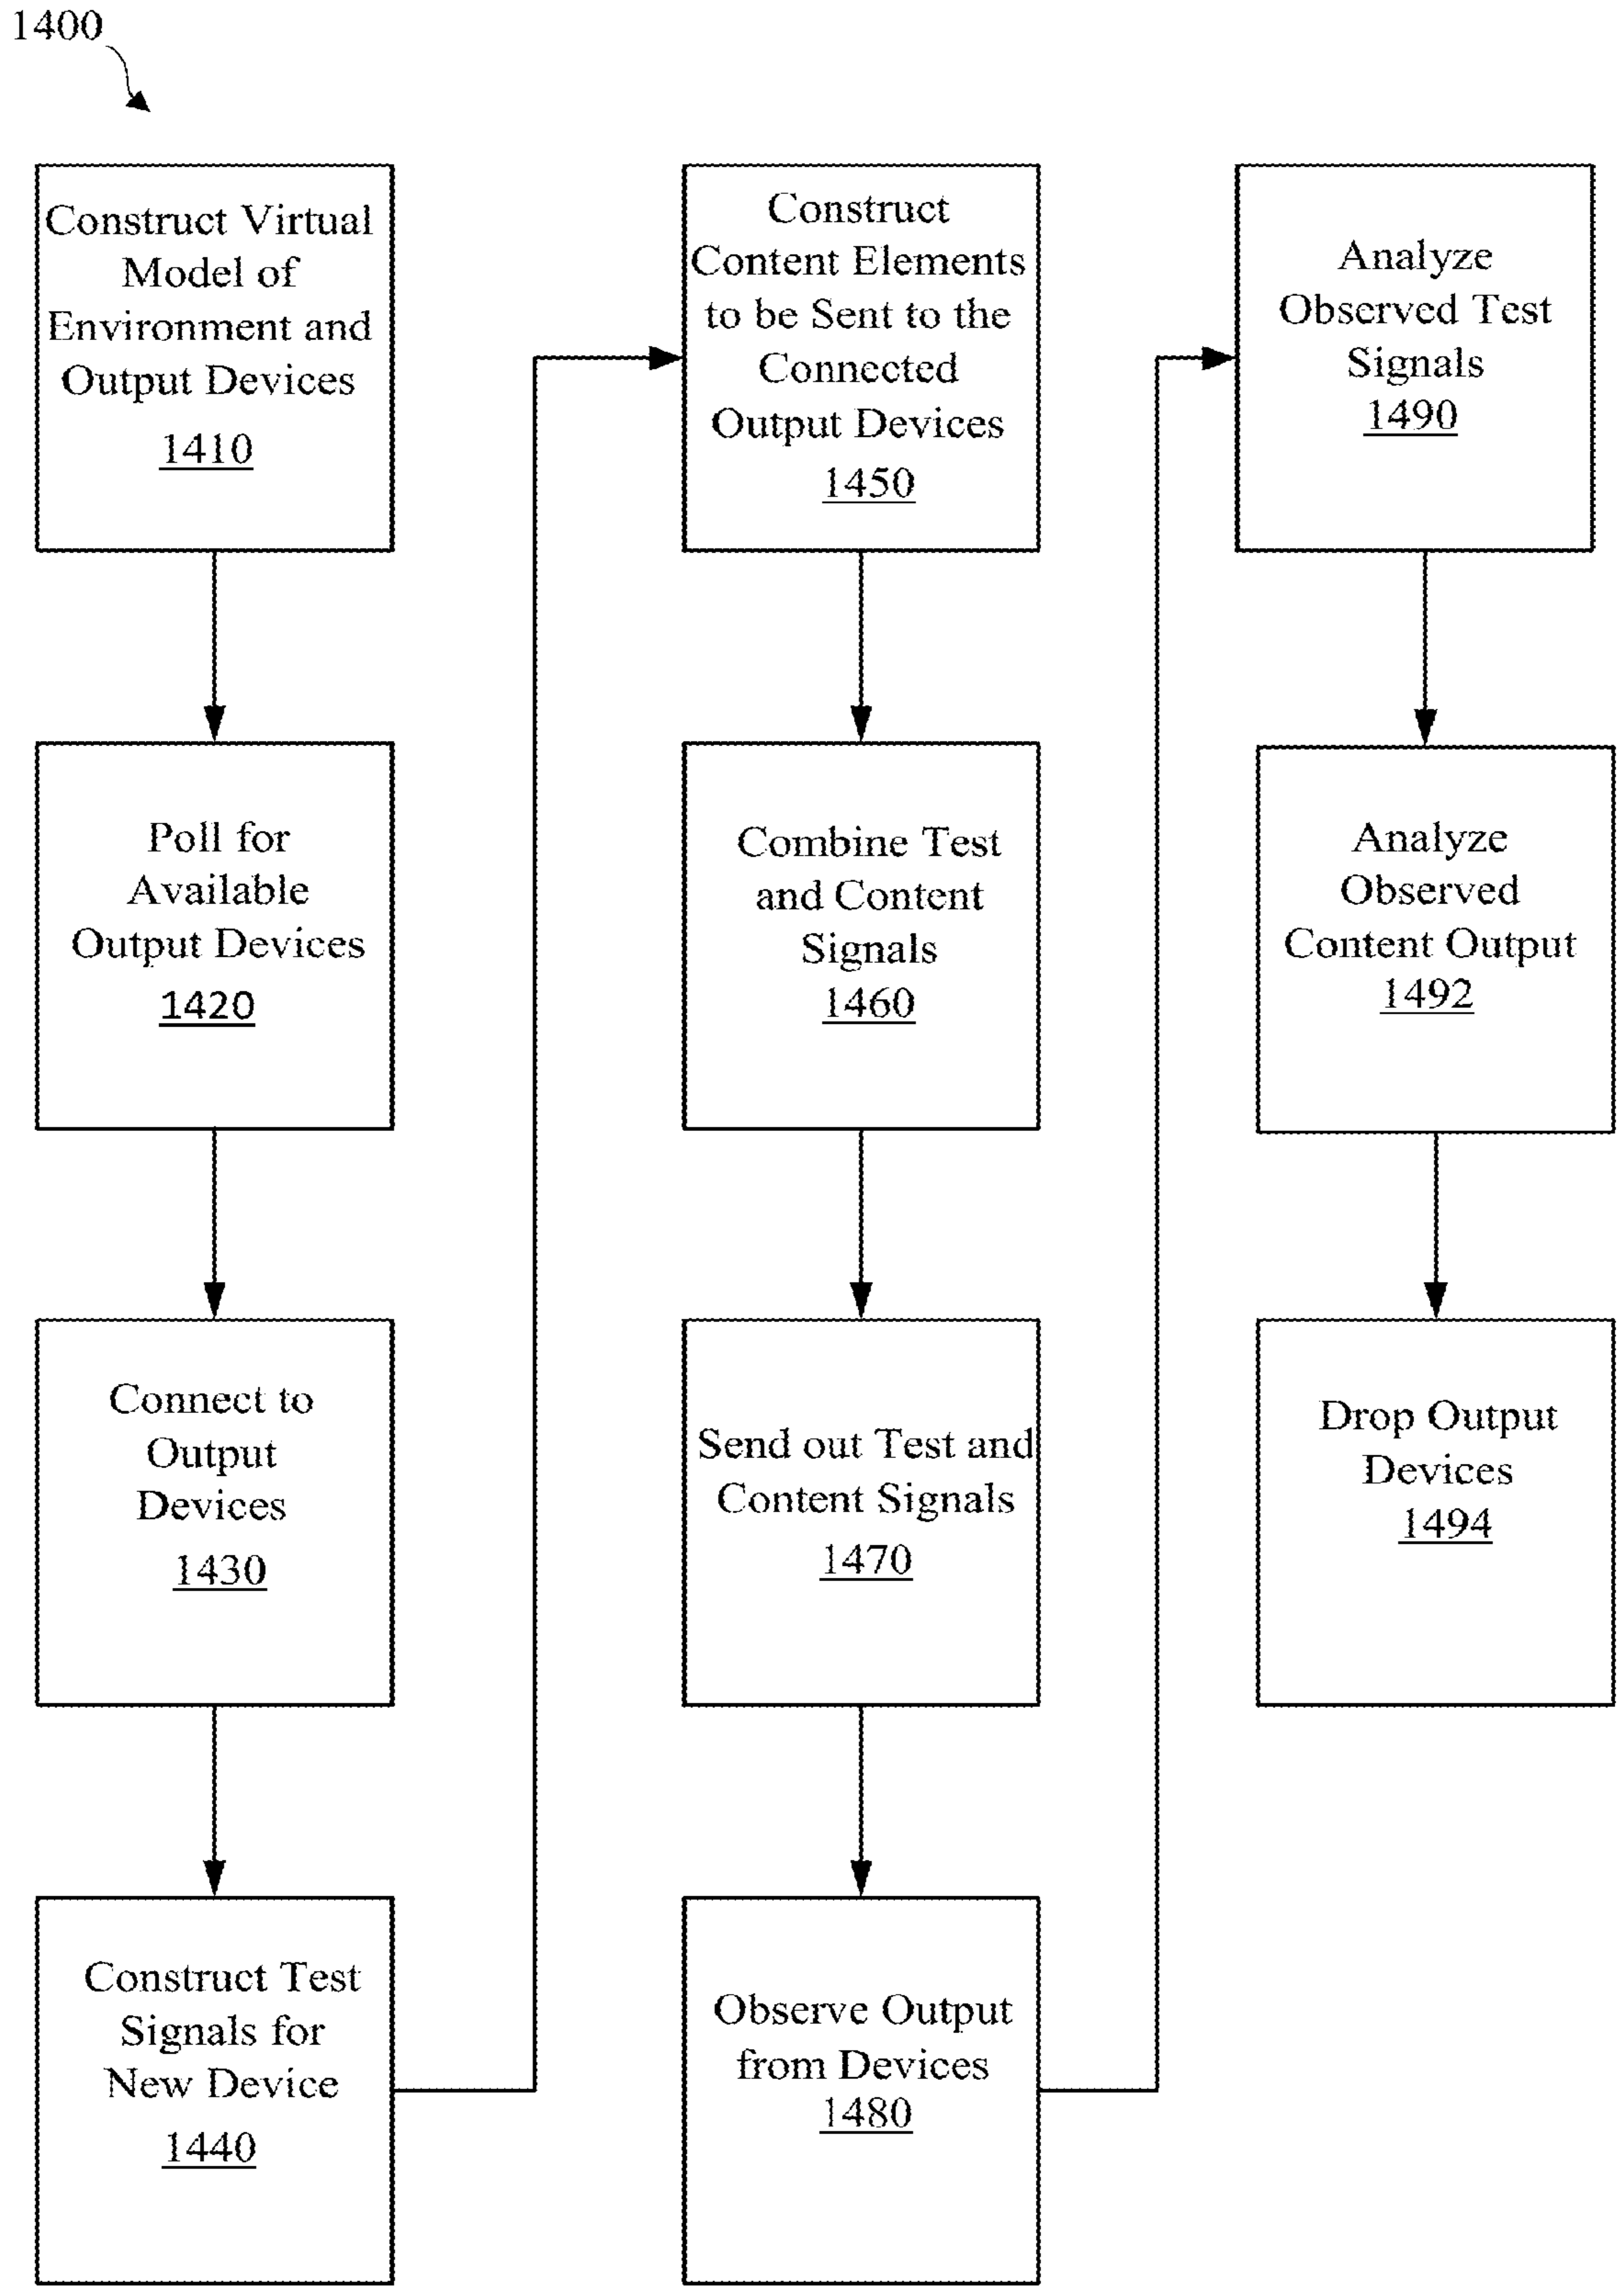 1400
Construct Virtual
Model of
Environment and
Output Devices
1410
Poll for
Available
Output Devices
1420
Connect to
Output
Devices
1430
Construct Test
Signals for
New Device
1440
Construct
Content Elements
to be Sent to the
Connected
Output Devices
1450
Combine Test
and Content
Signals
1460
Send out Test and
Content Signals
1470
Observe Output
from Devices
1480
Analyze
Observed Test
Signals
1490
Analyze
Observed
Content Output
1492
Drop Output
Devices
1494